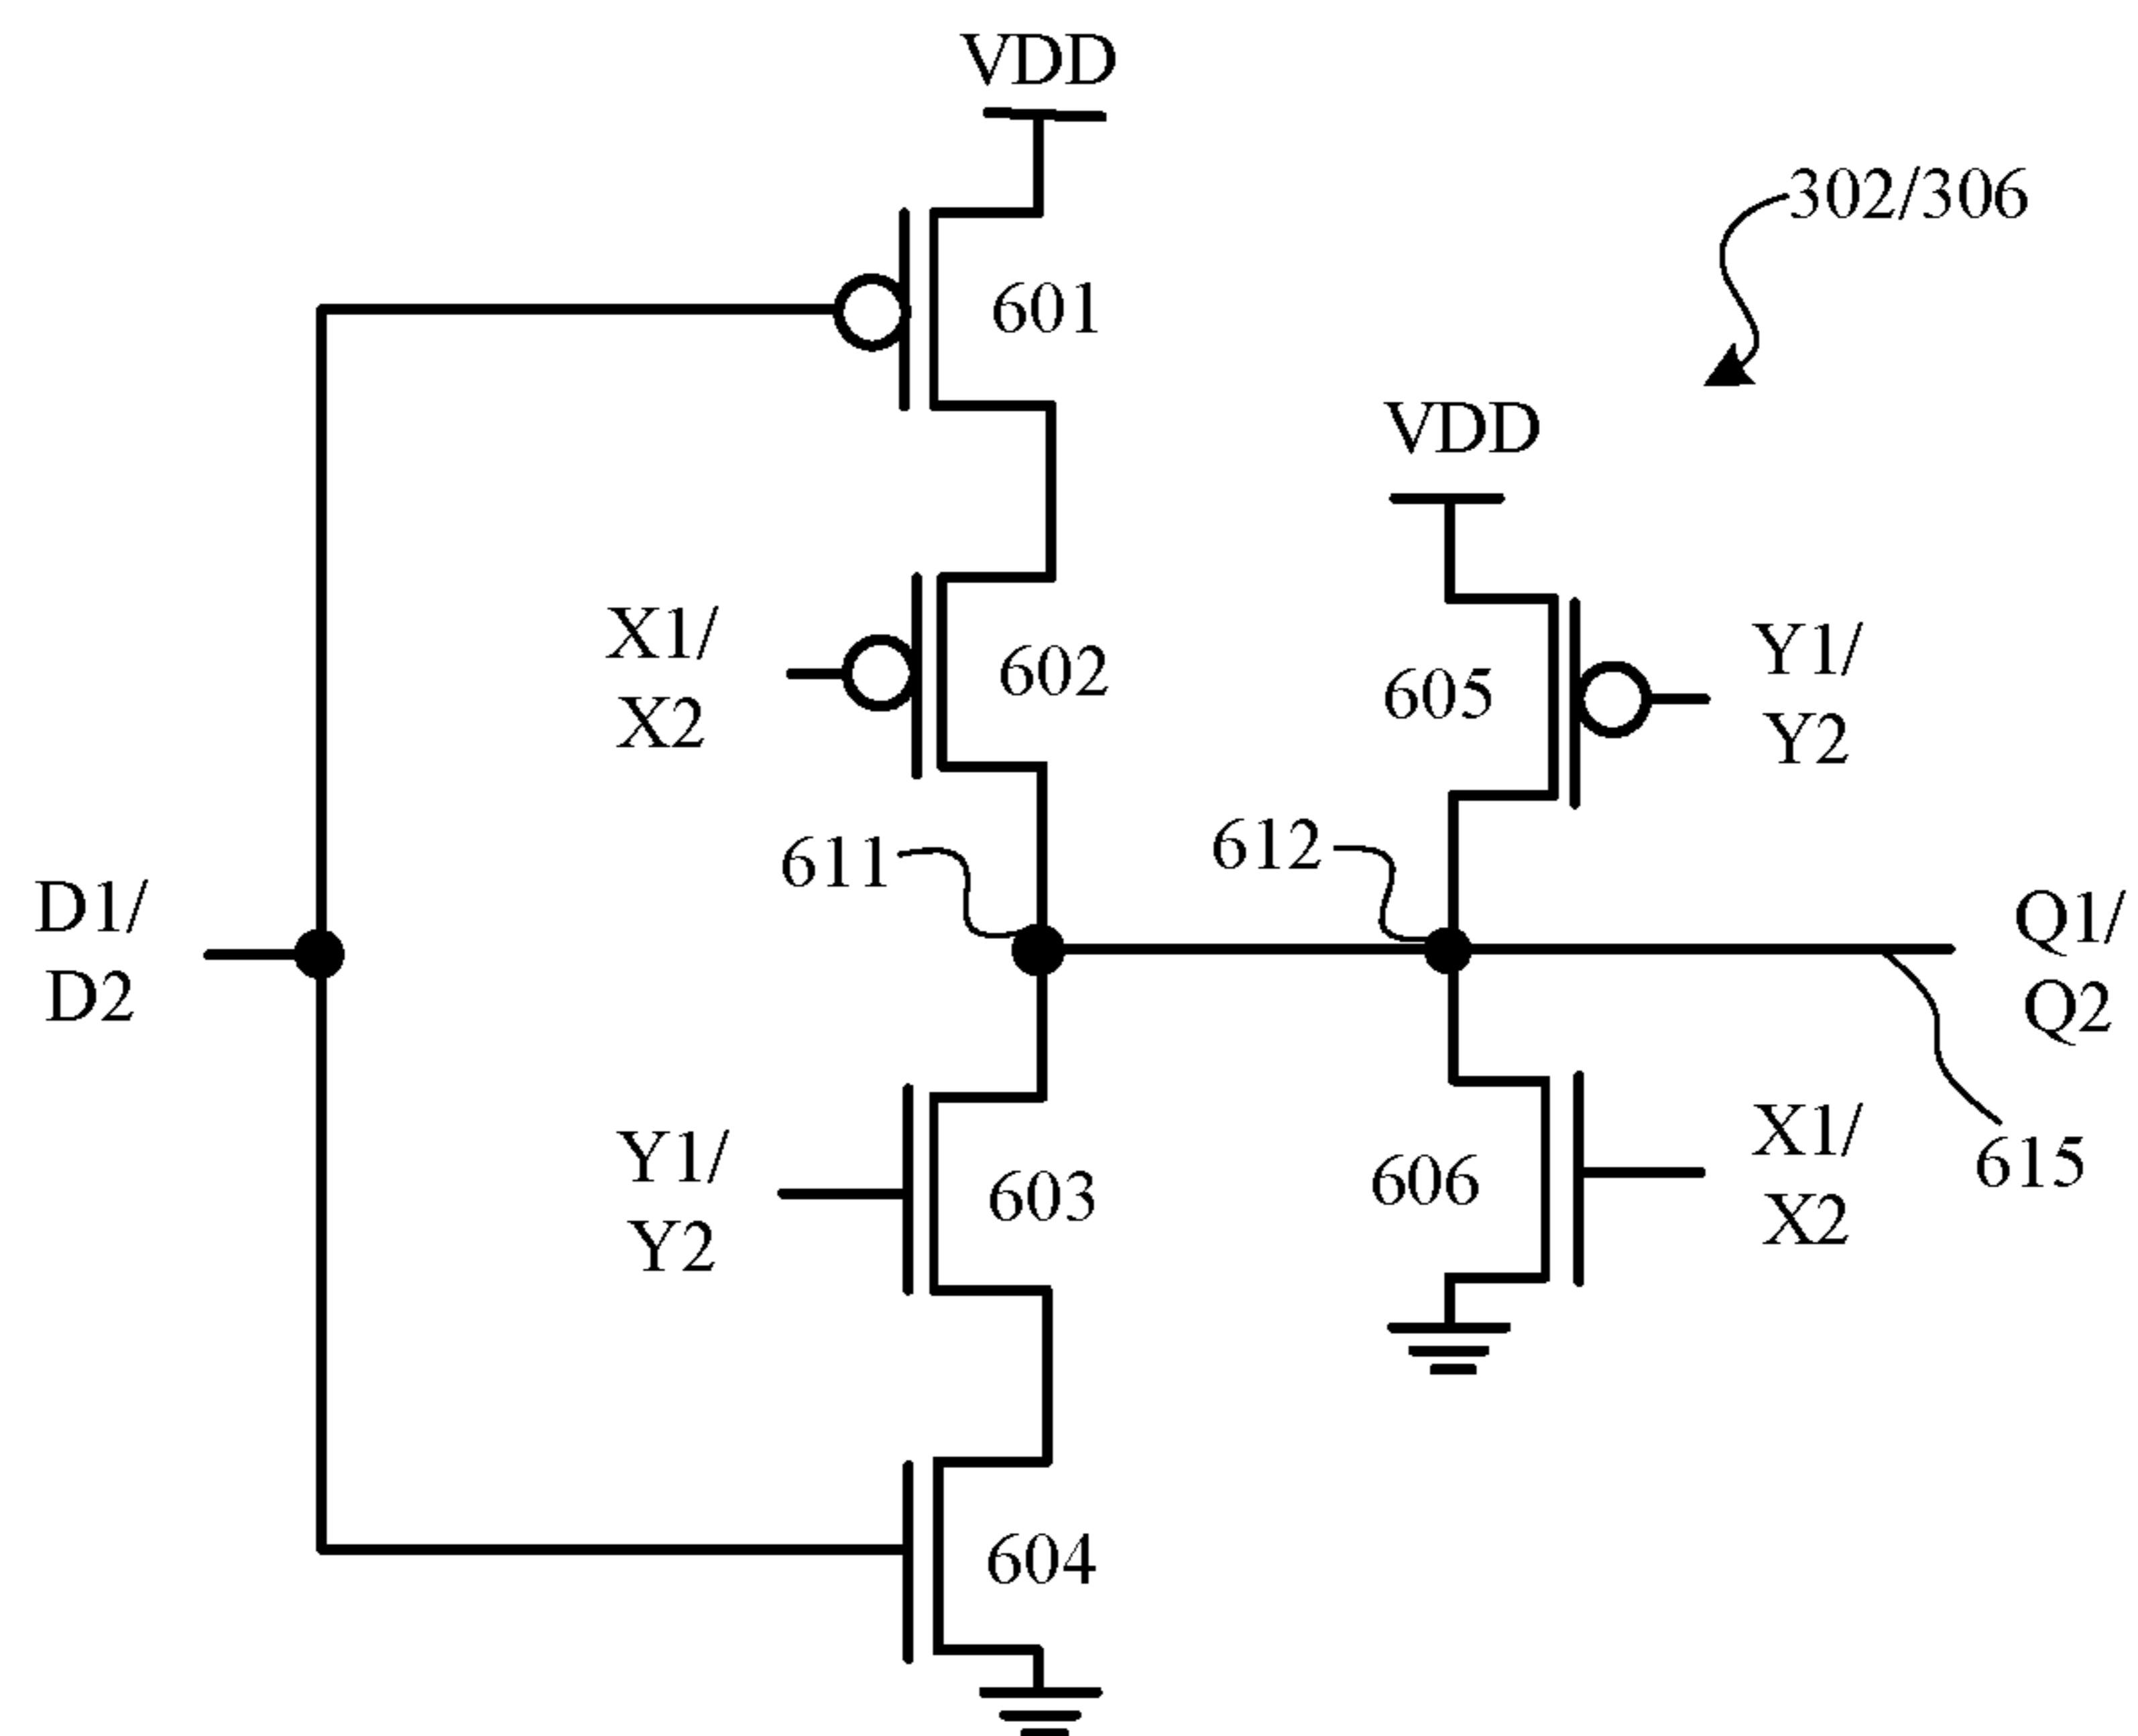 VDD
302/306
601
VDD
X1/
X2
602
605
Y1/
Y2
611
612
D1/
D2
Q1/
Q2
Y1/
Y2
603
606
X1/
X2
615
604